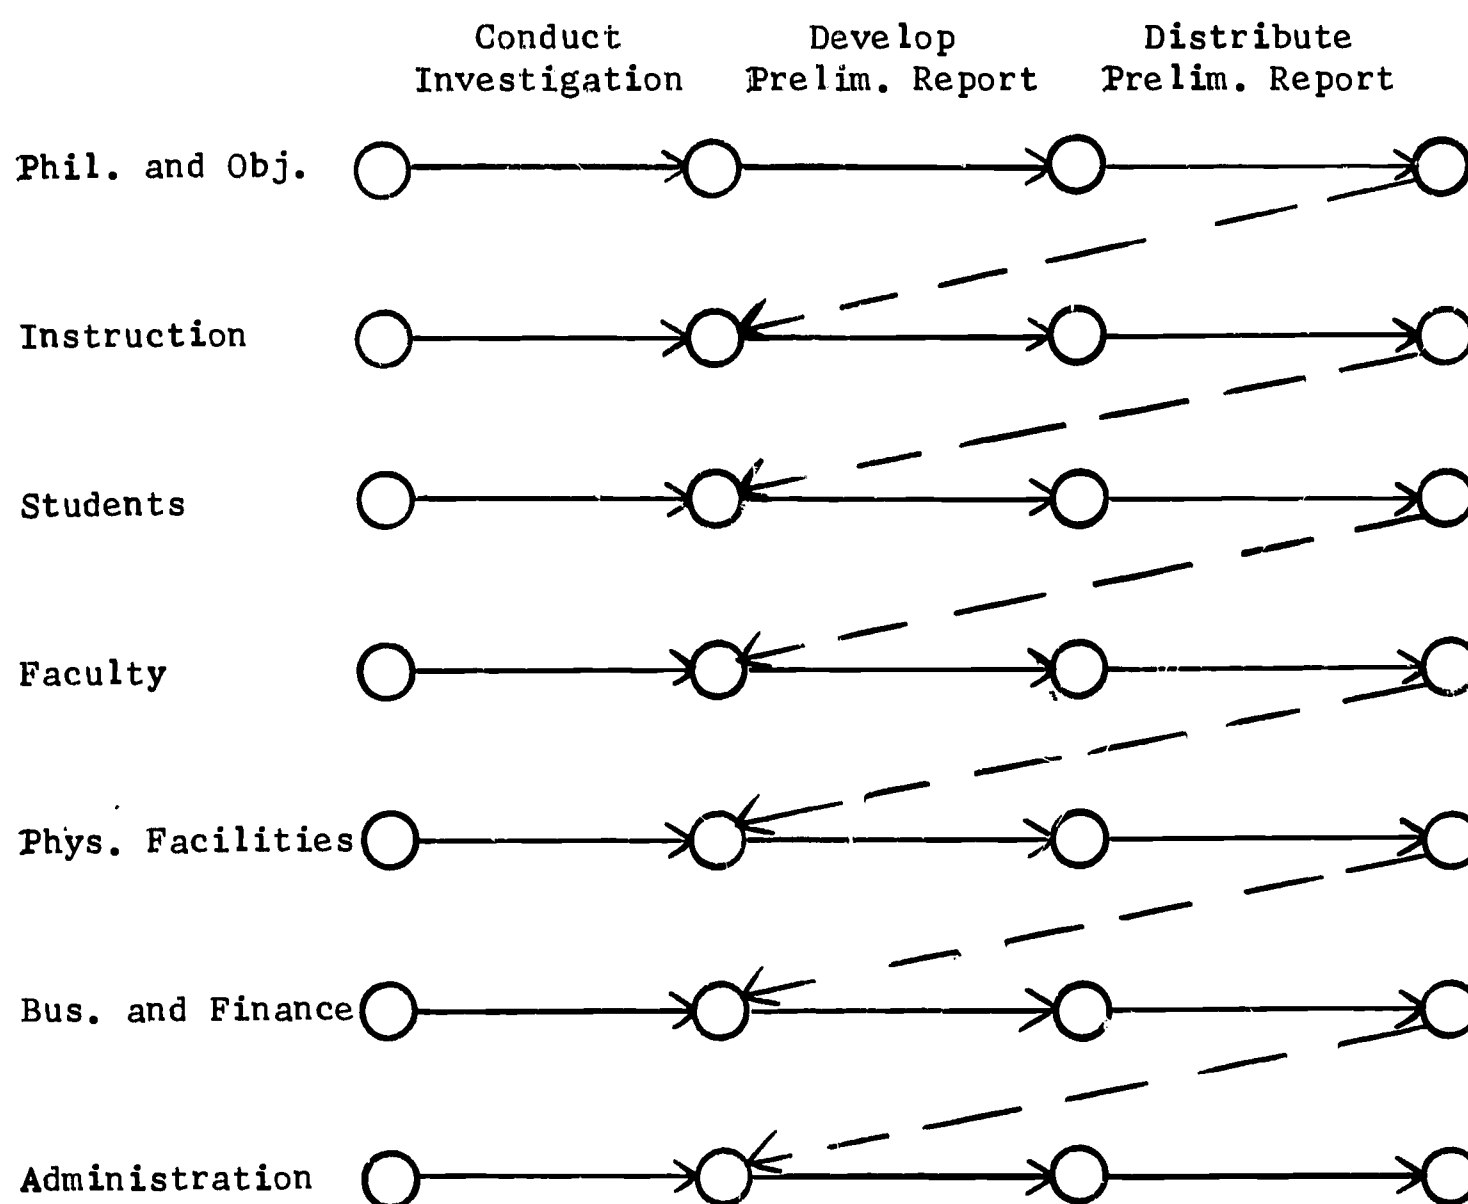 Conduct Investigation
Develop Prelim. Report
Distribute Prelim. Report
Phil. and Obj.
Instruction
Students
Faculty
Phys. Facilities
Bus. and Finance
Administration